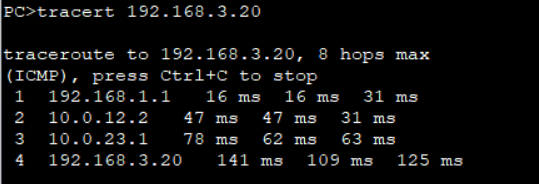 PC>tracert 192.168.3.20
traceroute to 192.168.3.20, 8 hops max
(ICMP), press Ctrl+C to stop
1 192.168.1.1 16 ms 16 ms 31 ms
2 10.0.12.2 47 ms 47 ms 31 ms
3 10.0.23.1 78 ms 62 ms 63 ms
4 192.168.3.20 141 ms 109 ms 125 ms